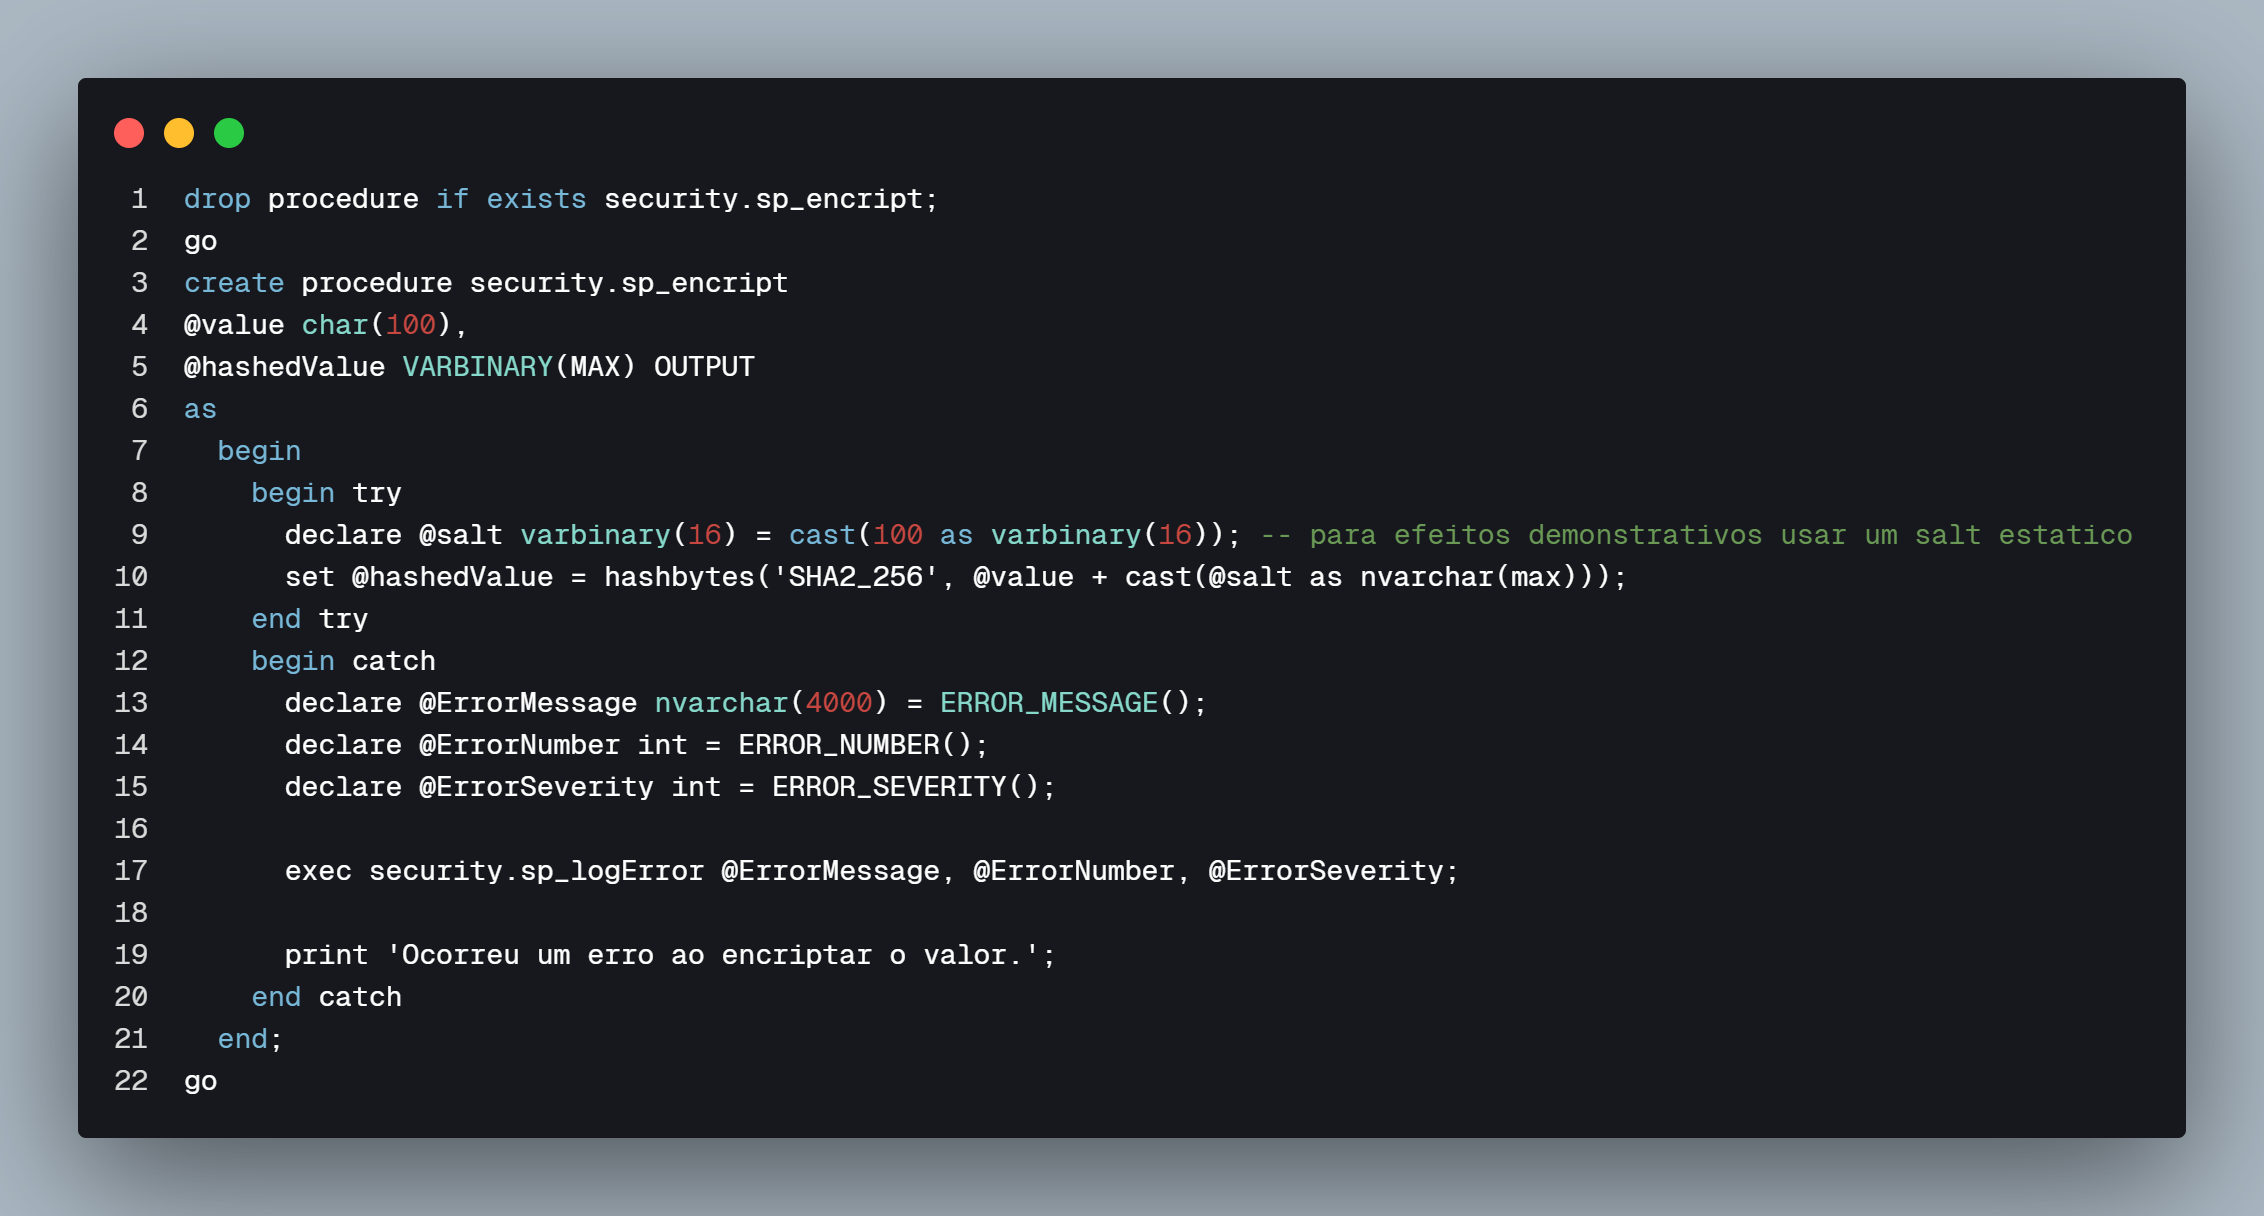 1 drop procedure if exists security.sp_encript;
2 go
3 create procedure security.sp_encript
4 @value char(100),
5 @hashedValue VARBINARY(MAX) OUTPUT
6 as
7   begin
8     begin try
9       declare @salt varbinary(16) = cast(100 as varbinary(16)); -- para efeitos demonstrativos usar um salt estatico
10       set @hashedValue = hashbytes('SHA2_256', @value + cast(@salt as nvarchar(max)));
11     end try
12     begin catch
13       declare @ErrorMessage nvarchar(4000) = ERROR_MESSAGE();
14       declare @ErrorNumber int = ERROR_NUMBER();
15       declare @ErrorSeverity int = ERROR_SEVERITY();
16
17       exec security.sp_logError @ErrorMessage, @ErrorNumber, @ErrorSeverity;
18
19       print 'Ocorreu um erro ao encriptar o valor.';
20     end catch
21   end;
22 go